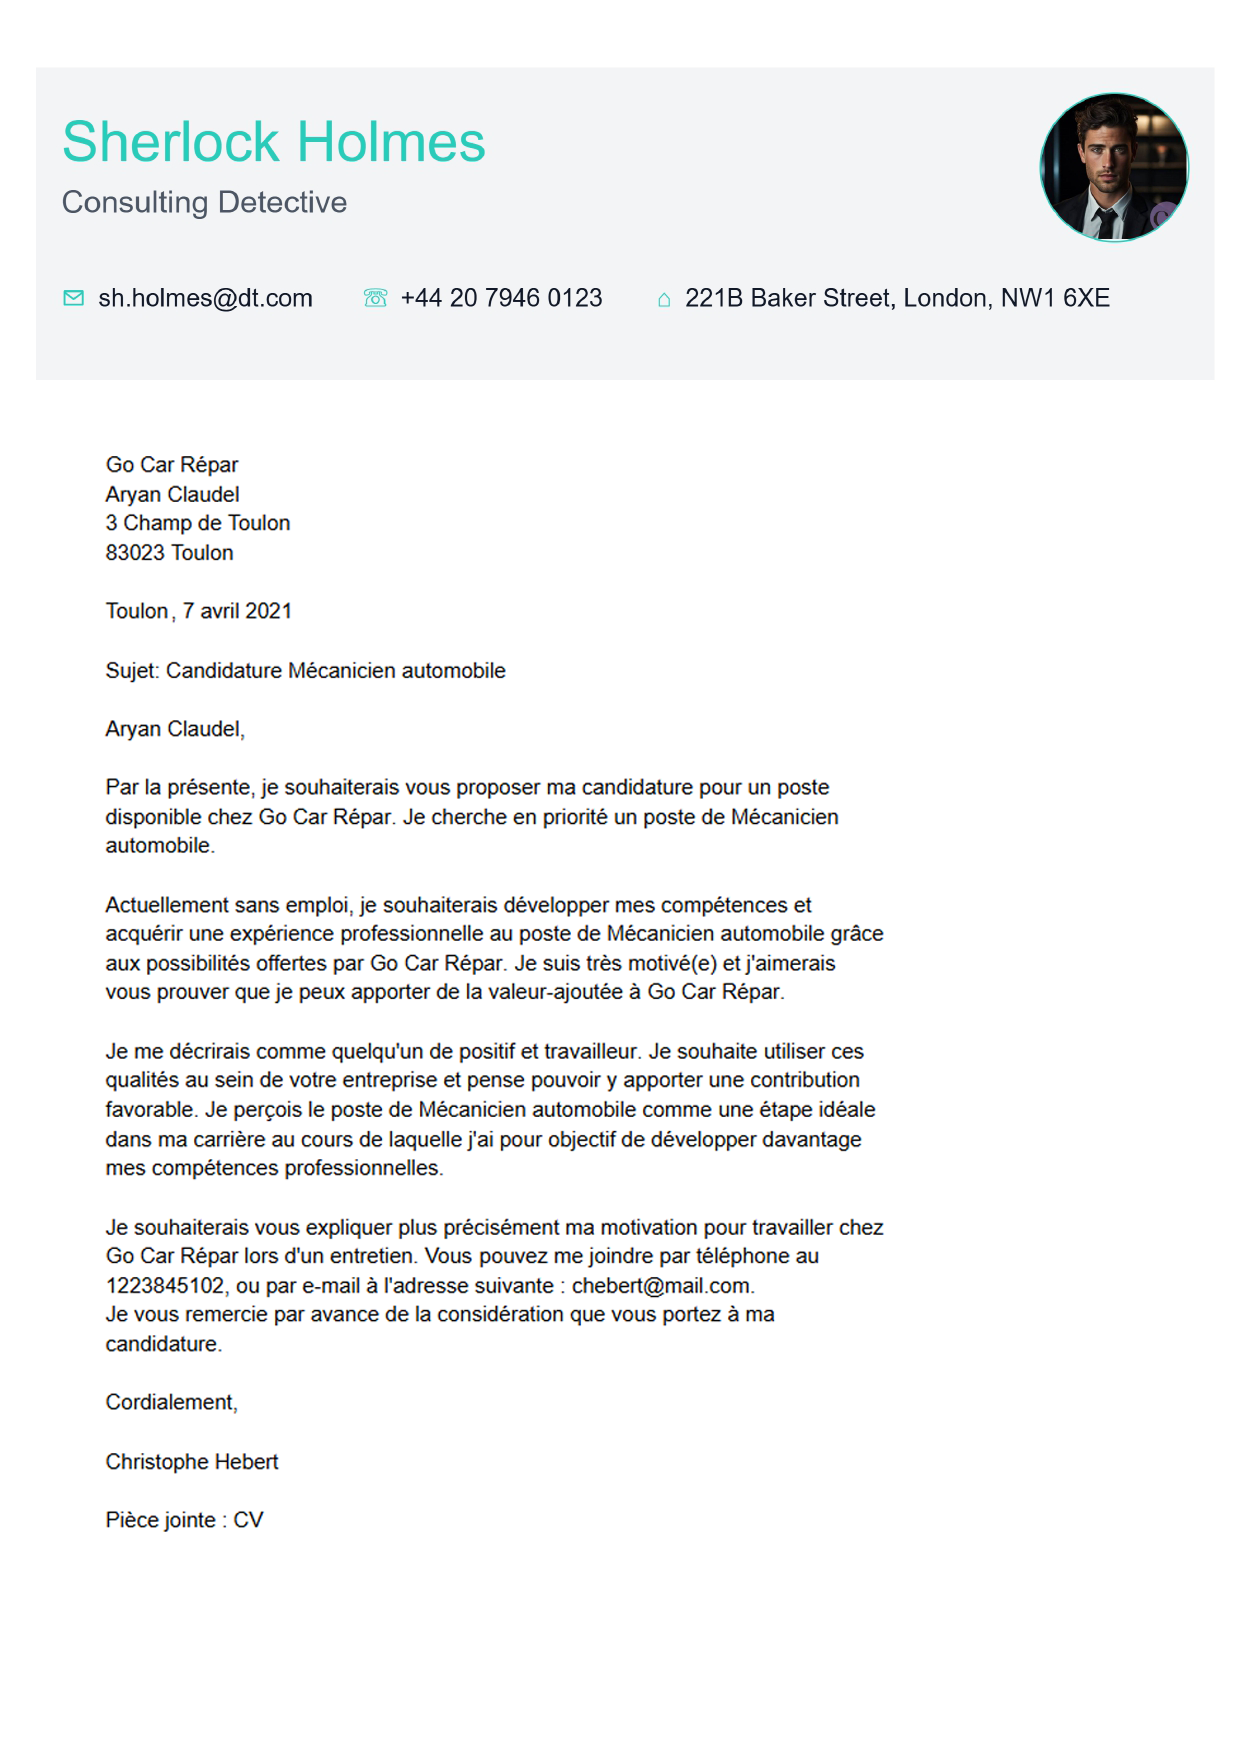 Sherlock Holmes
Consulting Detective
sh.holmes@dt.com +44 20 7946 0123 221B Baker Street, London, NW1 6XE
Go Car Répar
Aryan Claudel
3 Champ de Toulon
83023 Toulon
Toulon, 7 avril 2021
Sujet: Candidature Mécanicien automobile
Aryan Claudel,
Par la présente, je souhaiterais vous proposer ma candidature pour un poste
disponible chez Go Car Répar. Je cherche en priorité un poste de Mécanicien
automobile.
Actuellement sans emploi, je souhaiterais développer mes compétences et
acquérir une expérience professionnelle au poste de Mécanicien automobile grâce
aux possibilités offertes par Go Car Répar. Je suis très motivé(e) et j'aimerais
vous prouver que je peux apporter de la valeur-ajoutée à Go Car Répar.
Je me décrirais comme quelqu'un de positif et travailleur. Je souhaite utiliser ces
qualités au sein de votre entreprise et pense pouvoir y apporter une contribution
favorable. Je perçois le poste de Mécanicien automobile comme une étape idéale
dans ma carrière au cours de laquelle j'ai pour objectif de développer davantage
mes compétences professionnelles.
Je souhaiterais vous expliquer plus précisément ma motivation pour travailler chez
Go Car Répar lors d'un entretien. Vous pouvez me joindre par téléphone au
1223845102, ou par e-mail à l'adresse suivante : chebert@mail.com.
Je vous remercie par avance de la considération que vous portez à ma
candidature.
Cordialement,
Christophe Hebert
Pièce jointe : CV